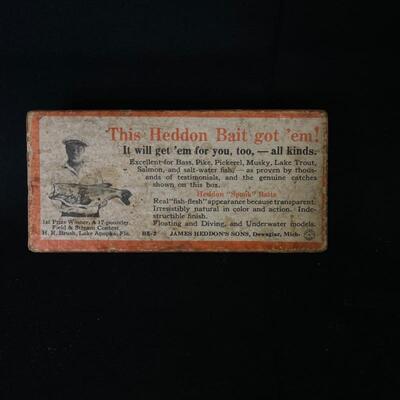 This Heddon Bait got 'em!
It will get 'em for you, too, — all kinds.
Excellent for Bass, Pike, Pickerel, Musky, Lake Trout,
Salmon, and salt-water fish; — as proven by thous-
ands of testimonials, and the genuine catches
shown on this box.
Heddon "Spook" Baits
Real "fish-flesh" appearance because transparent.
Irresistibly natural in color and action. Inde-
structible finish.
Floating and Diving, and Underwater models.
1st Prize Winner, A 17-pounder,
Field & Stream Contest
H. R. Brush, Lake Apopka, Fla.
BX-2 JAMES HEDDON'S SONS, Dowagiac, Mich.